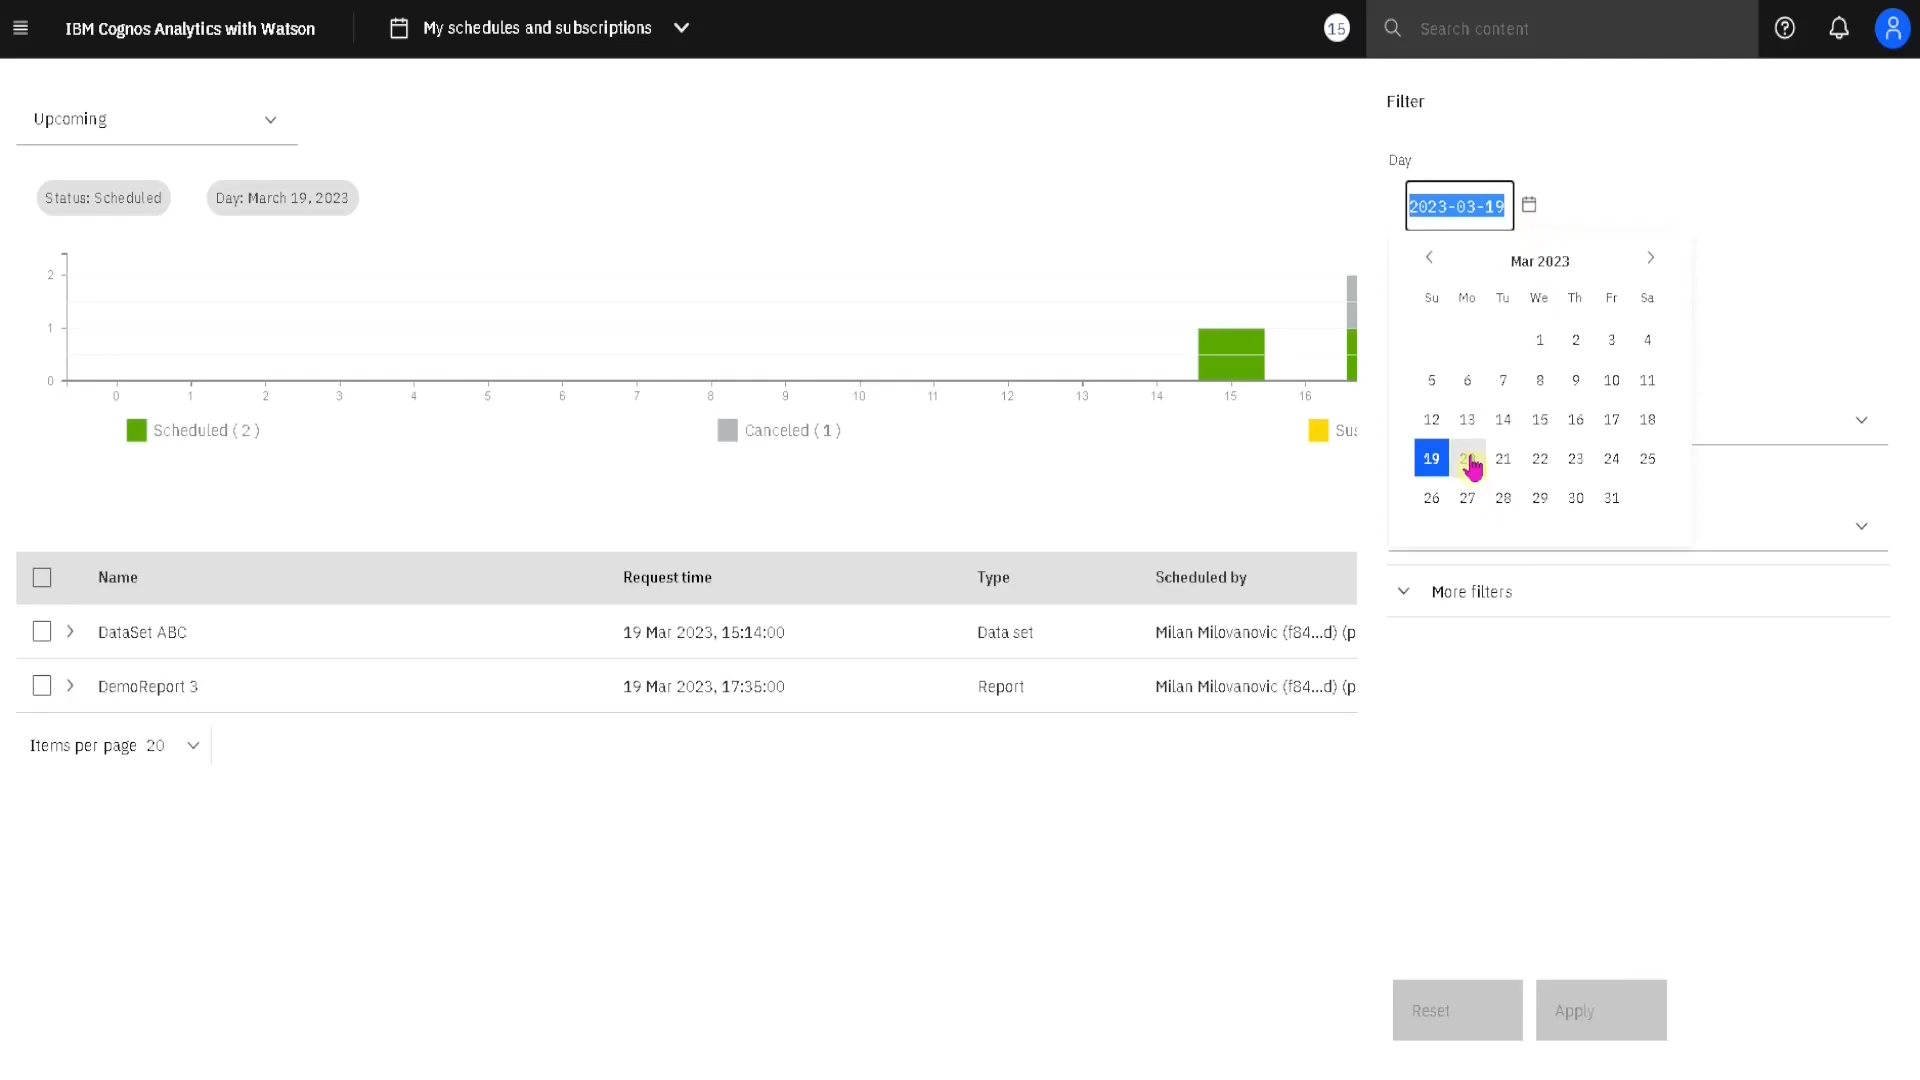 IBM Cognos Analytics with Watson
My schedules and subscriptions
15
Search content
Upcoming
Status: Scheduled
Day: March 19, 2023
2
1
0
0 1 2 3 4 5 6 7 8 9 10 11 12 13 14 15 16
Scheduled ( 2 )
Canceled ( 1 )
Sus
Name Request time Type Scheduled by
DataSet ABC 19 Mar 2023, 15:14:00 Data set Milan Milovanovic (f84...d) (p
DemoReport 3 19 Mar 2023, 17:35:00 Report Milan Milovanovic (f84...d) (p
Items per page 20
Filter
Day
2023-03-19
Mar 2023
Su Mo Tu We Th Fr Sa
1 2 3 4
5 6 7 8 9 10 11
12 13 14 15 16 17 18
19 21 22 23 24 25
26 27 28 29 30 31
More filters
Reset
Apply